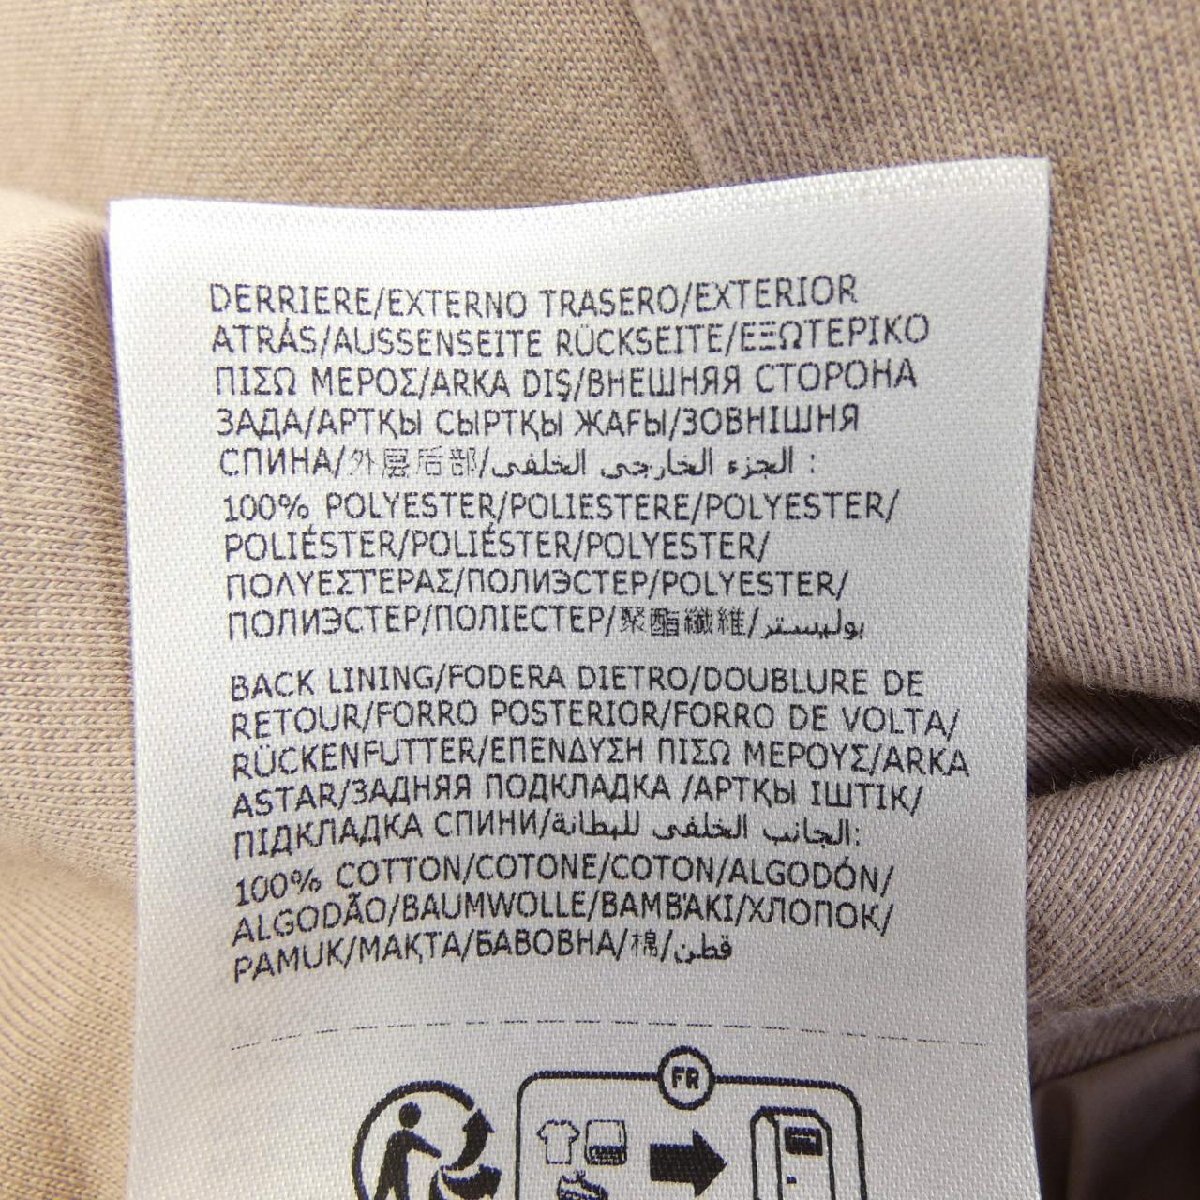 DERRIERE/EXTERNO TRASERO/EXTERIOR
ATRÁS/AUSSENSEITE RÜCKSEITE/ΕΞΩΤΕΡΙΚΟ
ΠΙΣΩ ΜΕΡΟΣ/ARKA DIŞ/ВНЕШНЯЯ СТОРОНА
ЗАДА/АРТҚЫ СЫРТҚЫ ЖАҒЫ/ЗОВНІШНЯ
СПИНА/外层后部/الجزء الخارجي الخلفي :
100% POLYESTER/POLIESTERE/POLYESTER/
POLIÉSTER/POLIÉSTER/POLYESTER/
ΠΟΛΥΕΣΤΕΡΑΣ/ПОЛИЭСТЕР/POLYESTER/
ПОЛИЭСТЕР/ПОЛІЕСТЕР/聚酯纖維/بوليستر
BACK LINING/FODERA DIETRO/DOUBLURE DE
RETOUR/FORRO POSTERIOR/FORRO DE VOLTA/
RÜCKENFUTTER/ΕΠΕΝΔΥΣΗ ΠΙΣΩ ΜΕΡΟΥΣ/ARKA
ASTAR/ЗАДНЯЯ ПОДКЛАДКА /АРТҚЫ ІШТІК/
ПІДКЛАДКА СПИНИ/الجانب الخلفي للبطانة:
100% COTTON/COTONE/COTON/ALGODÓN/
ALGODÃO/BAUMWOLLE/ΒΑΜΒΆΚΙ/ХЛОПОК/
PAMUK/МАҚТА/БАВОВНА/棉/قطن
FR